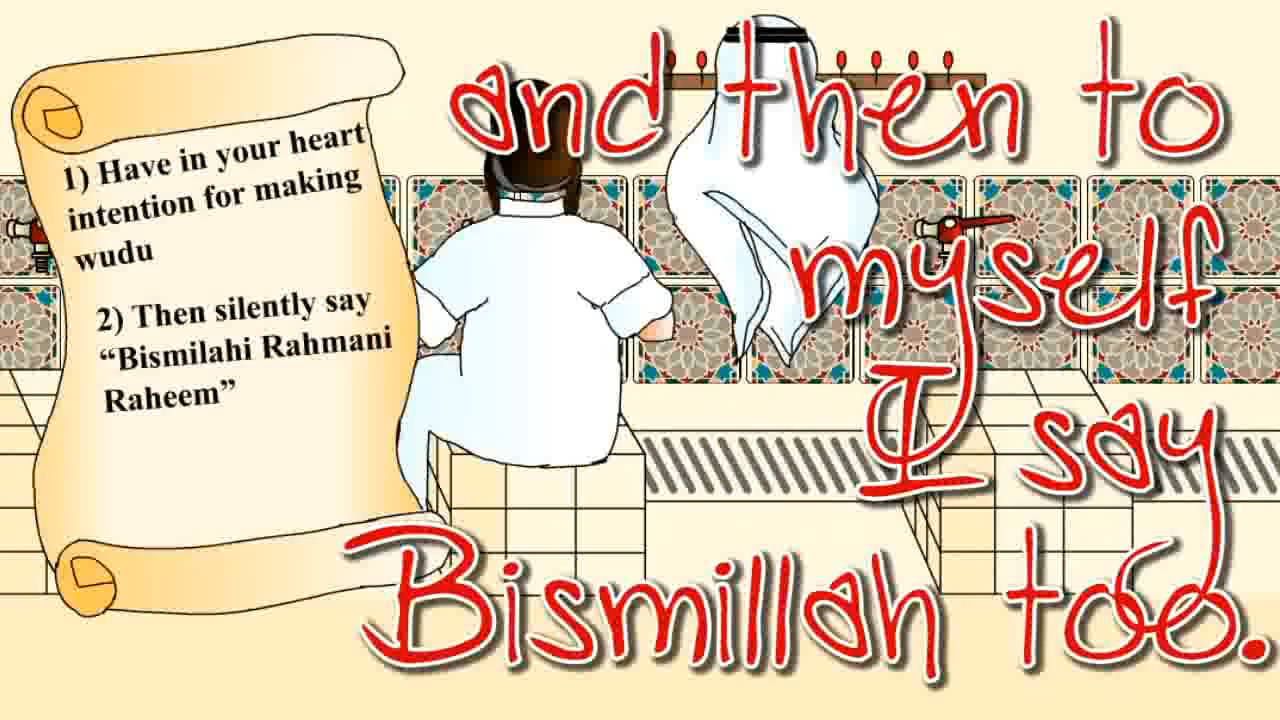 1) Have in your heart
intention for making
wudu
2) Then silently say
“Bismilahi Rahmani
Raheem”
and then to
myself
I say
Bismillah too.